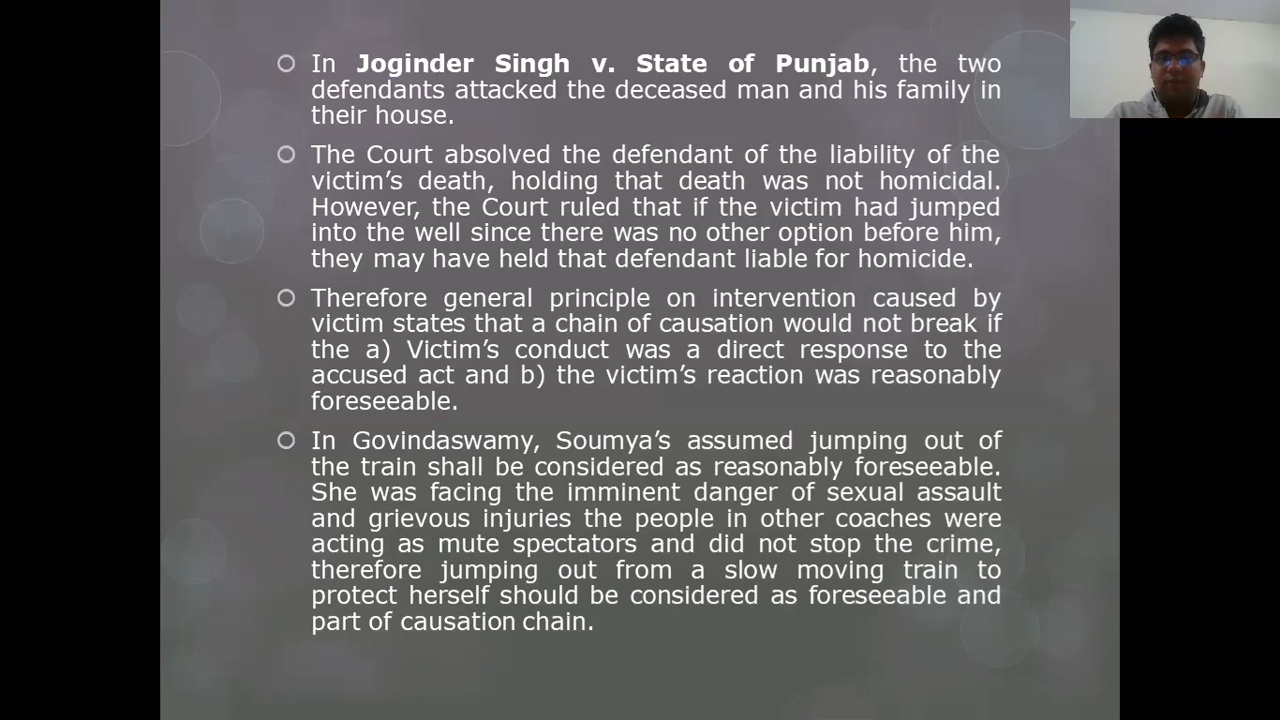 In Joginder Singh v. State of Punjab, the two
defendants attacked the deceased man and his family in
their house.
The Court absolved the defendant of the liability of the
victim's death, holding that death was not homicidal.
However, the Court ruled that if the victim had jumped
into the well since there was no other option before him,
they may have held that defendant liable for homicide.
Therefore general principle on intervention caused by
victim states that a chain of causation would not break if
the a) Victim's conduct was a direct response to the
accused act and b) the victim's reaction was reasonably
foreseeable.
In Govindaswamy, Soumya's assumed jumping out of
the train shall be considered as reasonably foreseeable.
She was facing the imminent danger of sexual assault
and grievous injuries the people in other coaches were
acting as mute spectators and did not stop the crime,
therefore jumping out from a slow moving train to
protect herself should be considered as foreseeable and
part of causation chain.